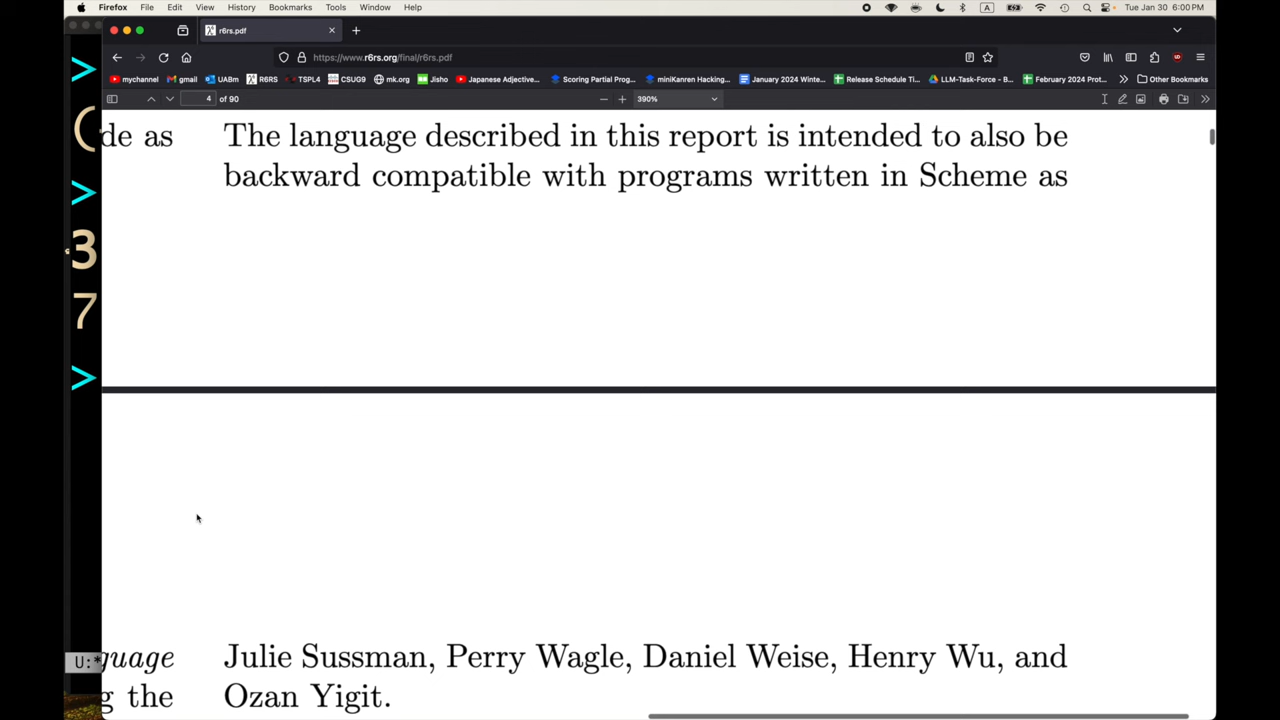 Firefox File Edit View History Bookmarks Tools Window Help
A
Tue Jan 30 6:00 PM
r6rs.pdf
https://www.r6rs.org/final/r6rs.pdf
mychannel gmail UABm R6RS TSPL4 CSUG9 mk.org Jisho Japanese Adjective... Scoring Partial Prog... miniKanren Hacking... January 2024 Winte... Release Schedule Ti... LLM-Task-Force - B... February 2024 Prot... Other Bookmarks
4 of 90
390%
>
(
>
3
7
>
U:*
de as
The language described in this report is intended to also be
backward compatible with programs written in Scheme as
guage
g the
Julie Sussman, Perry Wagle, Daniel Weise, Henry Wu, and
Ozan Yigit.